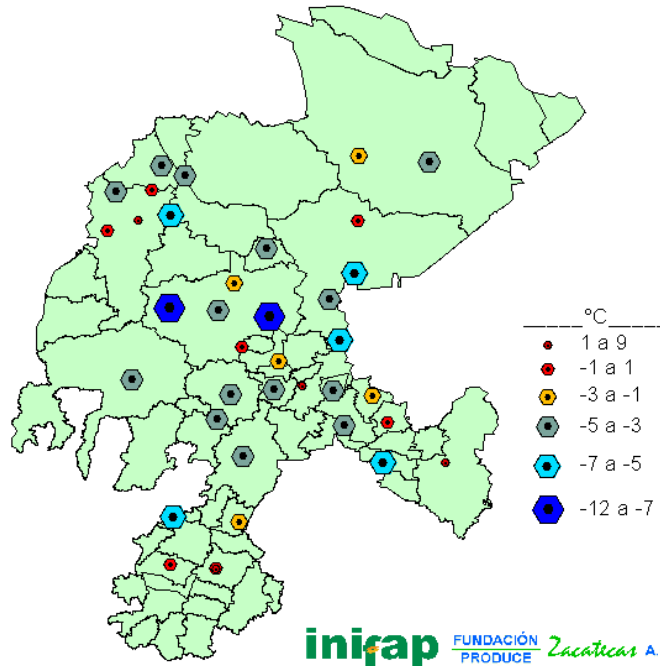 °C
1 a 9
-1 a 1
-3 a -1
-5 a -3
-7 a -5
-12 a -7
inifap
FUNDACIÓN
PRODUCE
Zacatecas A.